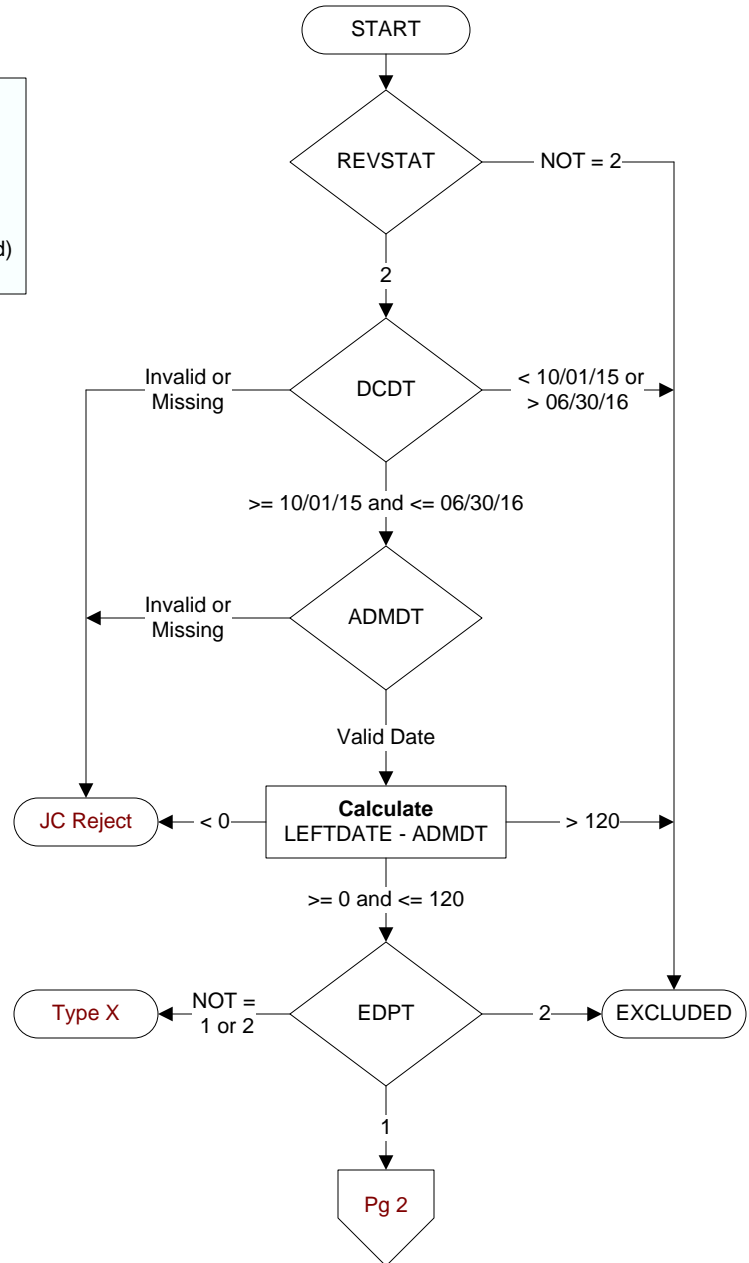 START
REVSTAT
NOT = 2
d)
2
Invalid or
Missing
DCDT
< 10/01/15 or
> 06/30/16
>= 10/01/15 and <= 06/30/16
Invalid or
Missing
ADMDT
Valid Date
JC Reject
< 0
Calculate
LEFTDATE - ADMDT
> 120
>= 0 and <= 120
Type X
NOT =
1 or 2
EDPT
2
EXCLUDED
1
Pg 2